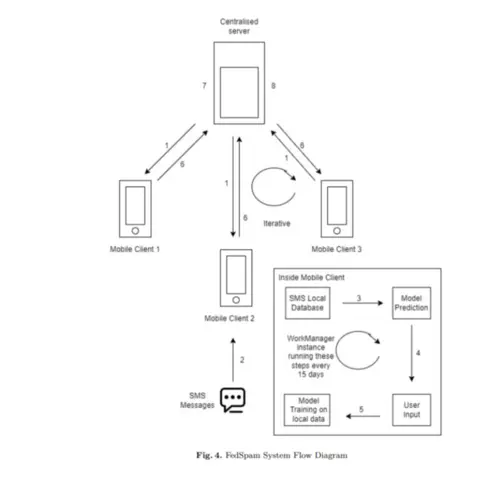 Centralised
server
7
8
1
6
1
6
6
1
Iterative
Mobile Client 1
Mobile Client 3
Mobile Client 2
2
SMS
Messages
Inside Mobile Client
SMS Local
Database
3
Model
Prediction
WorkManager
instance
running these
steps every
15 days
4
Model
Training on
local data
5
User
Input
Fig. 4. FedSpam System Flow Diagram